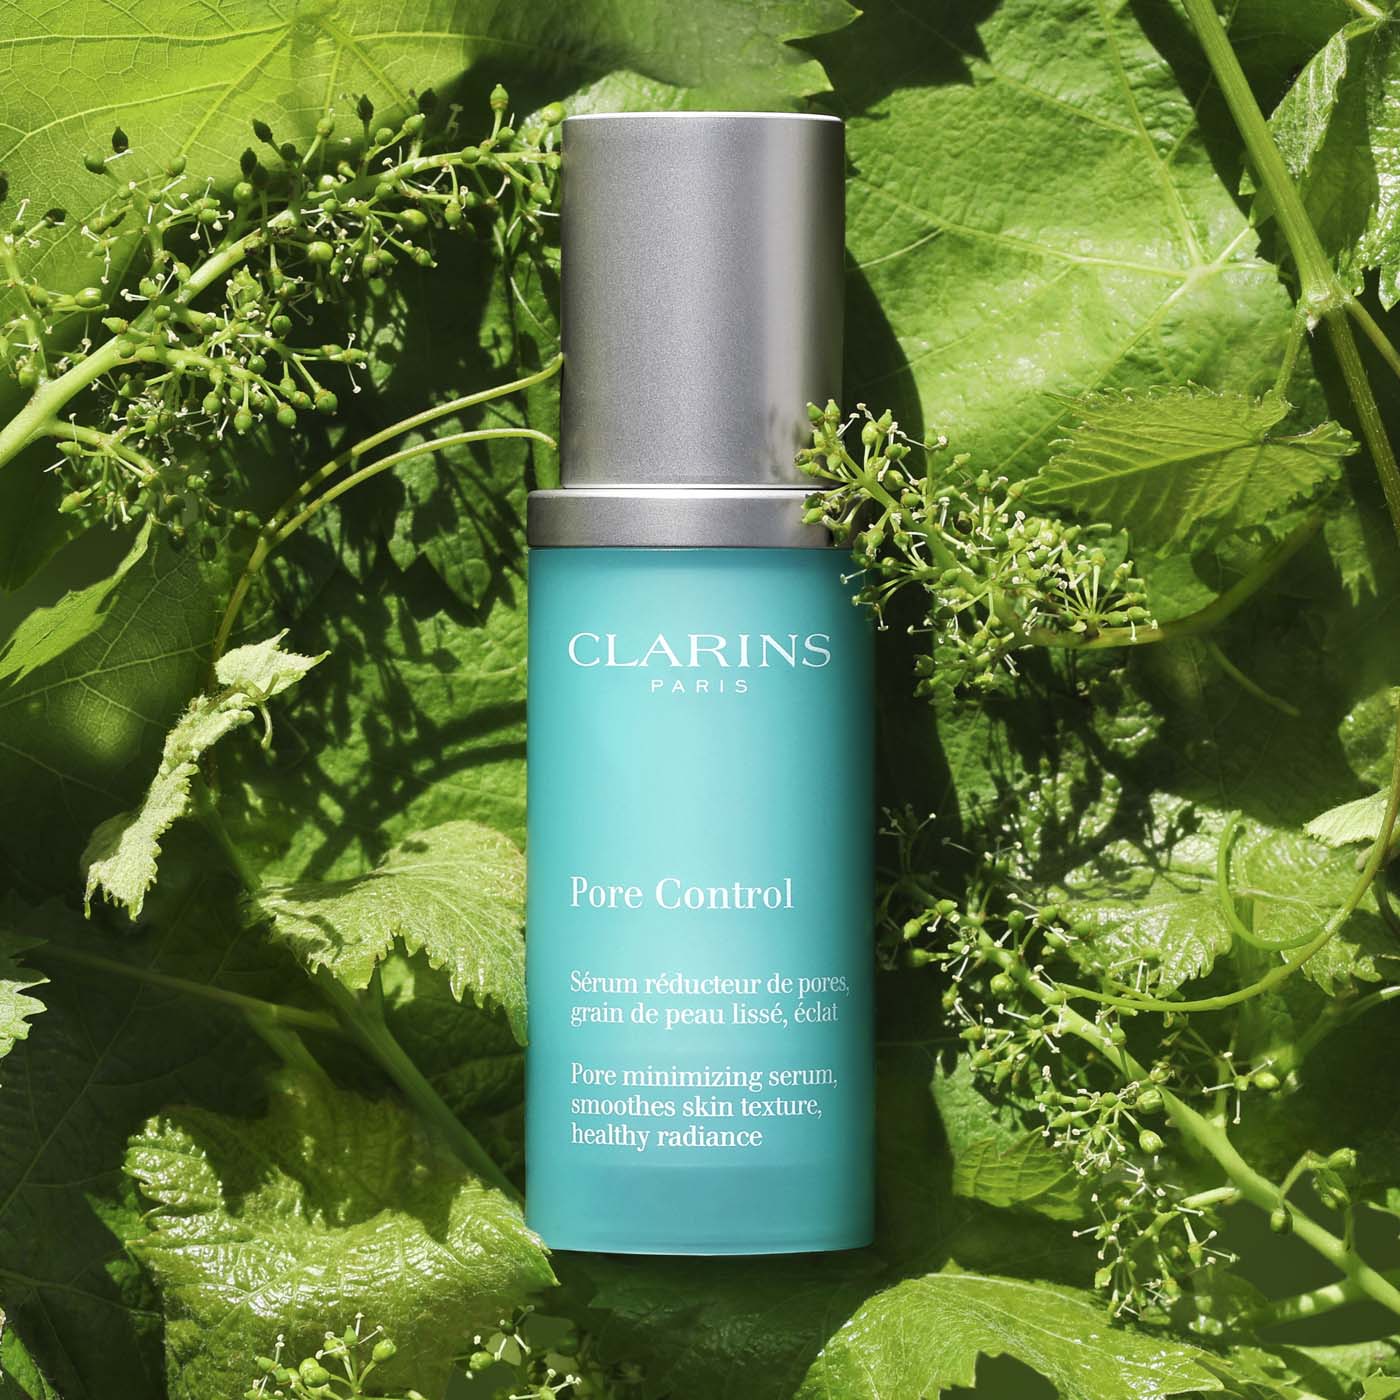 CLARINS
PARIS
Pore Control
Sérum réducteur de pores,
grain de peau lissé, éclat
Pore minimizing serum,
smoothes skin texture,
healthy radiance